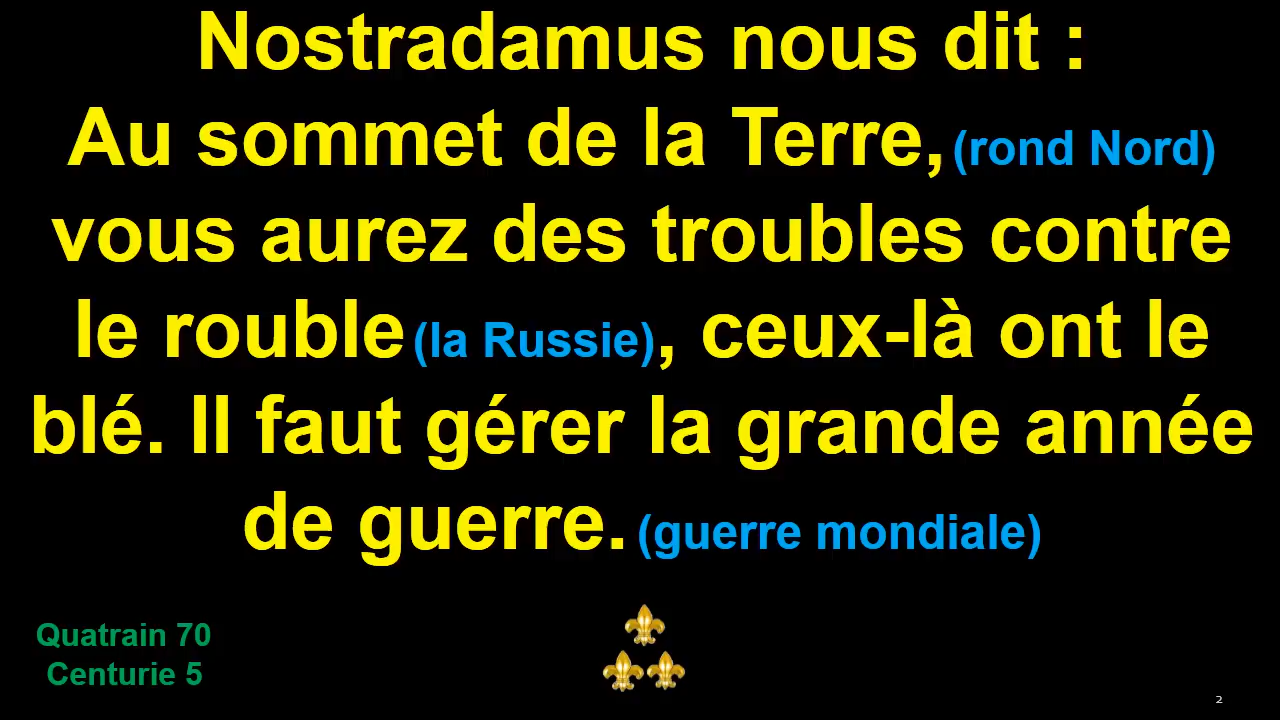 Nostradamus nous dit :
Au sommet de la Terre, (rond Nord)
vous aurez des troubles contre
le rouble (la Russie), ceux-là ont le
blé. Il faut gérer la grande année
de guerre. (guerre mondiale)
Quatrain 70
Centurie 5
2